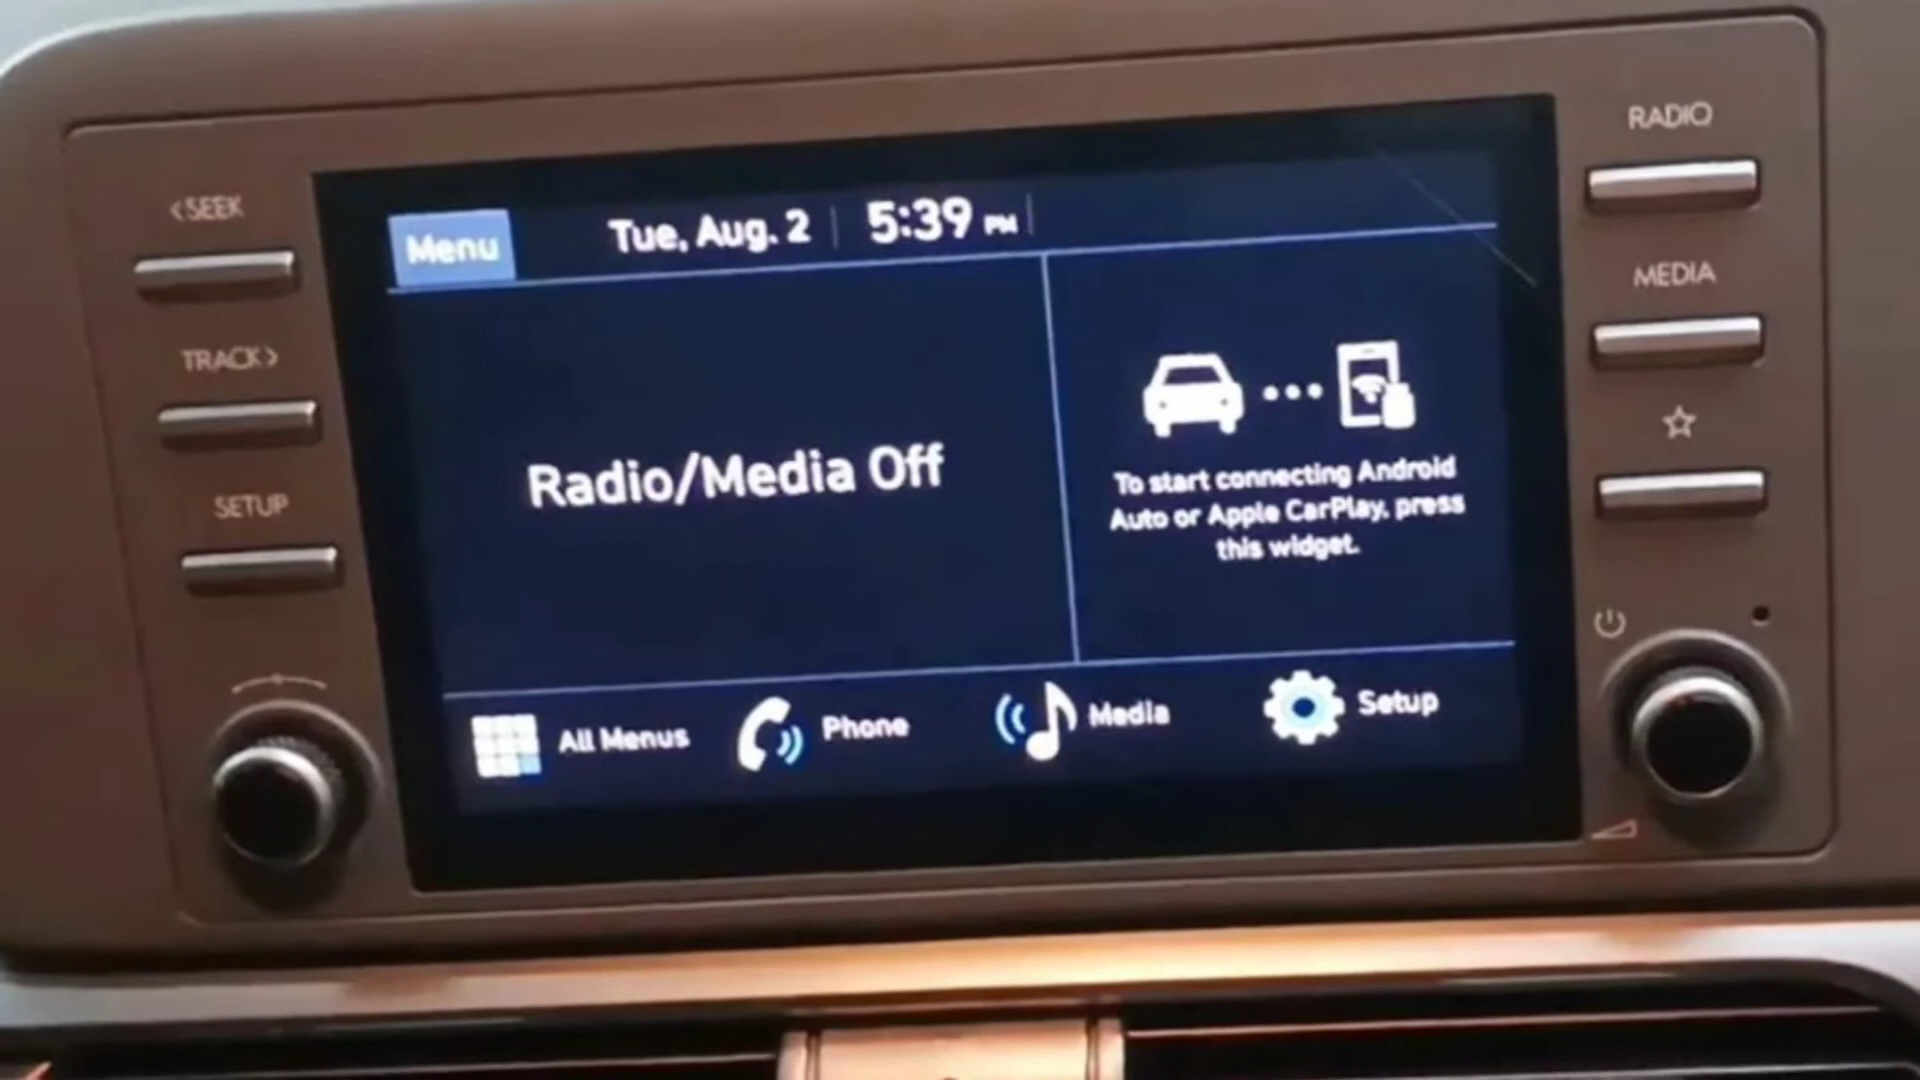 <SEEK
TRACK>
SETUP
Menu
Tue, Aug. 2
5:39 PM
Radio/Media Off
To start connecting Android
Auto or Apple CarPlay, press
this widget.
All Menus
Phone
Media
Setup
RADIO
MEDIA